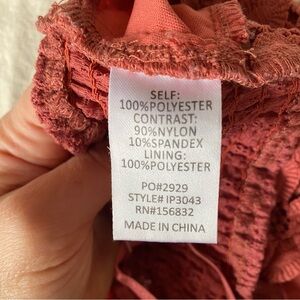 SELF:
100%POLYESTER
CONTRAST:
90%NYLON
10%SPANDEX
LINING:
100%POLYESTER
PO#2929
STYLE# IP3043
RN#156832
MADE IN CHINA